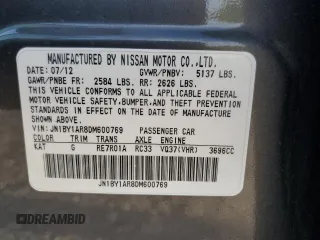 MANUFACTURED BY NISSAN MOTOR CO.,LTD.
DATE: 07/12 GVWR/PNBV: 5137 LBS.
GAWR/PNBE FR: 2584 LBS. RR: 2626 LBS.
THIS VEHICLE CONFORMS TO ALL APPLICABLE
FEDERAL MOTOR VEHICLE SAFETY, BUMPER, AND THEFT PREVENTION
STANDARDS IN EFFECT ON THE DATE OF MANUFACTURE
SHOWN ABOVE.
VIN: JN1BY1AR8DM600769 PASSENGER CAR
COLOR TRIM TRANS AXLE ENGINE
KAT G RE7R01A RC33 VQ37(VHR) 3696CC
JN1BY1AR8DM600769
DREAMBID